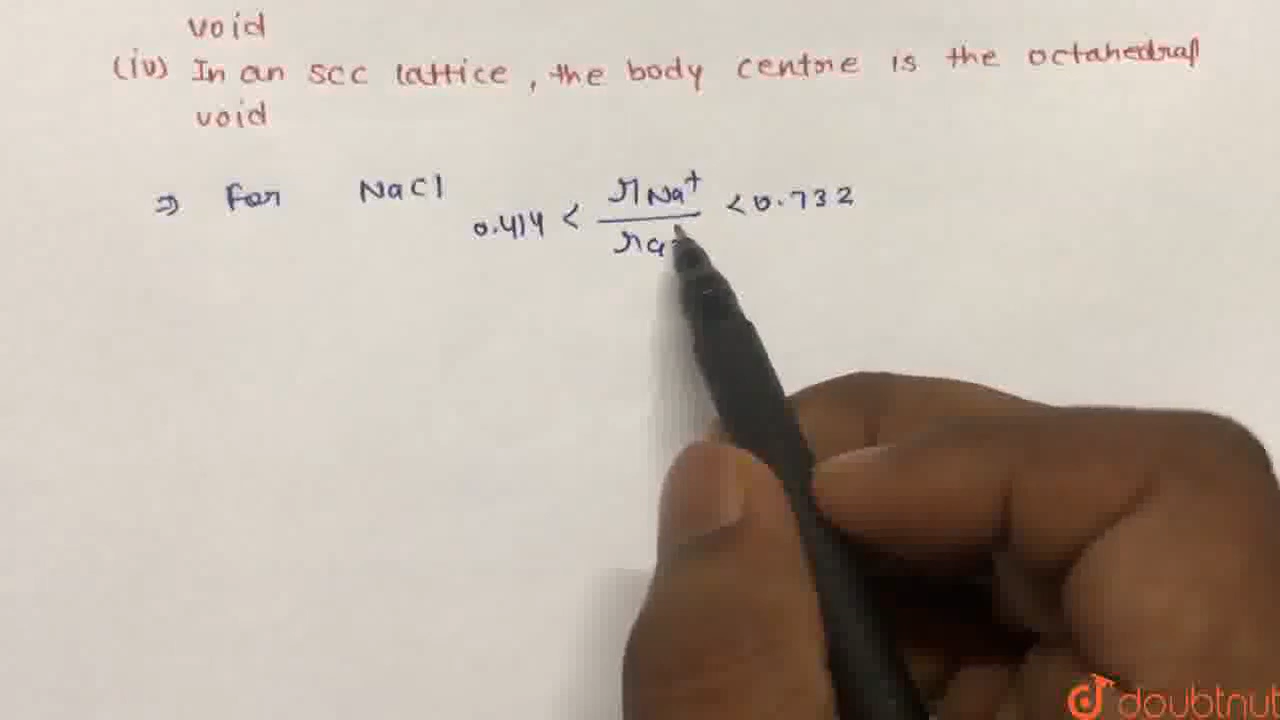 void
(iv) In an scc lattice, the body centre is the octahedral
void
⇒ For NaCl 0.414 < rNa+ / rCl < 0.732
doubtnut